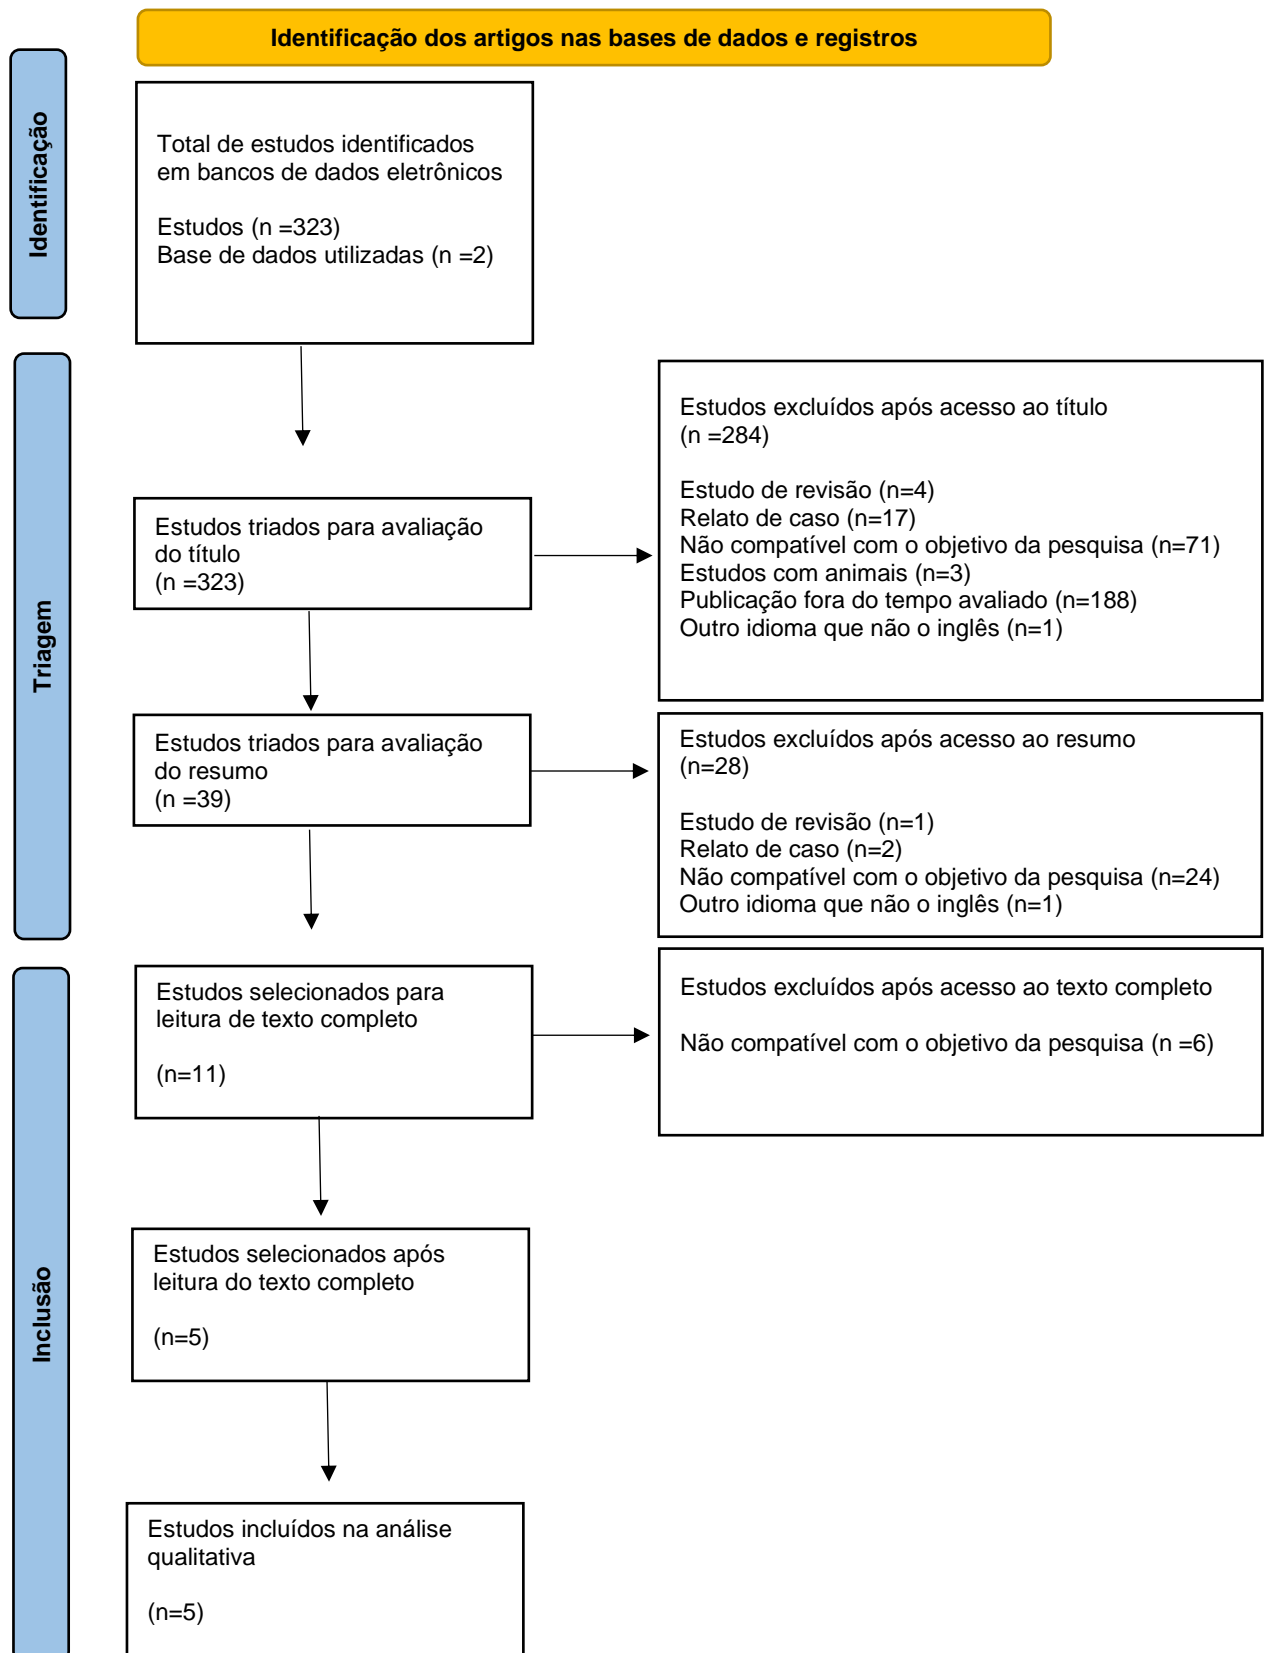 Identificação dos artigos nas bases de dados e registros
Identificação
Total de estudos identificados
em bancos de dados eletrônicos
Estudos (n =323)
Base de dados utilizadas (n =2)
Triagem
Estudos triados para avaliação
do título
(n =323)
Estudos excluídos após acesso ao título
(n =284)
Estudo de revisão (n=4)
Relato de caso (n=17)
Não compatível com o objetivo da pesquisa (n=71)
Estudos com animais (n=3)
Publicação fora do tempo avaliado (n=188)
Outro idioma que não o inglês (n=1)
Estudos triados para avaliação
do resumo
(n =39)
Estudos excluídos após acesso ao resumo
(n=28)
Estudo de revisão (n=1)
Relato de caso (n=2)
Não compatível com o objetivo da pesquisa (n=24)
Outro idioma que não o inglês (n=1)
Inclusão
Estudos selecionados para
leitura de texto completo
(n=11)
Estudos excluídos após acesso ao texto completo
Não compatível com o objetivo da pesquisa (n =6)
Estudos selecionados após
leitura do texto completo
(n=5)
Estudos incluídos na análise
qualitativa
(n=5)